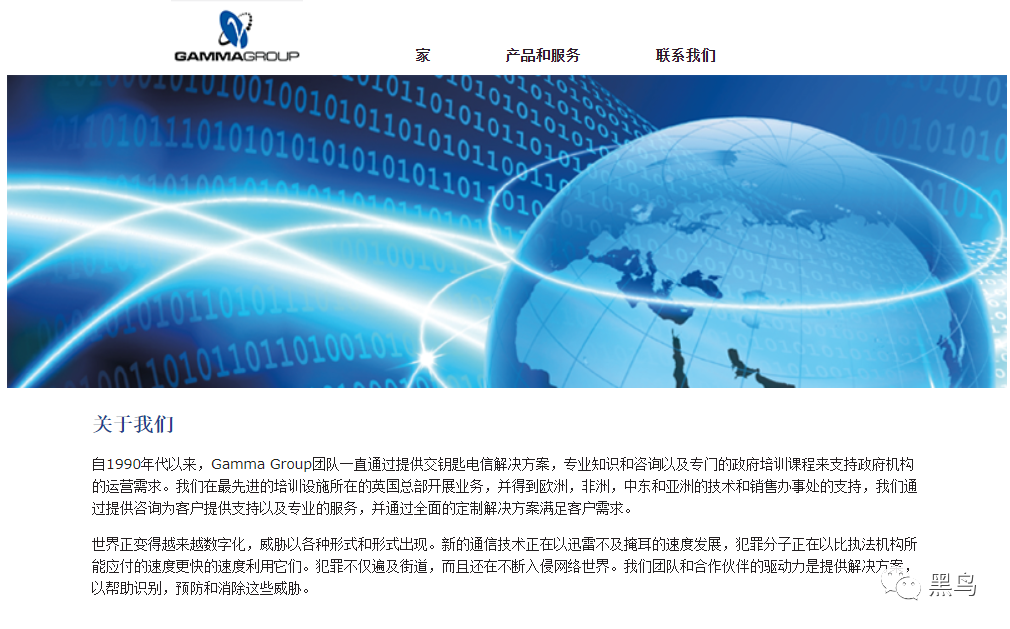 GAMMAGROUP
家 产品和服务 联系我们
关于我们
自1990年代以来，Gamma Group团队一直通过提供交钥匙电信解决方案，专业知识和咨询以及专门的政府培训课程来支持政府机构
的运营需求。我们在最先进的培训设施所在的英国总部开展业务，并得到欧洲，非洲，中东和亚洲的技术和销售办事处的支持，我们通
过提供咨询为客户提供支持以及专业的服务，并通过全面的定制解决方案满足客户需求。
世界正变得越来越数字化，威胁以各种形式和形式出现。新的通信技术正在以迅雷不及掩耳的速度发展，犯罪分子正在以比执法机构所
能应付的速度更快的速度利用它们。犯罪不仅遍及街道，而且还在不断入侵网络世界。我们团队和合作伙伴的驱动力是提供解决方案，
以帮助识别，预防和消除这些威胁。
黑鸟